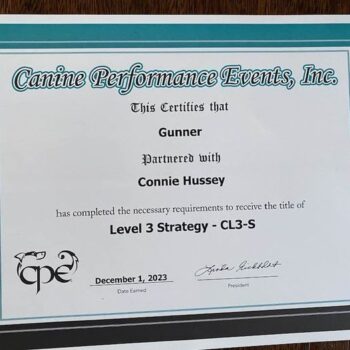 Canine Performance Events, Inc.
This Certifies that
Gunner
Partnered with
Connie Hussey
has completed the necessary requirements to receive the title of
Level 3 Strategy - CL3-S
cpe
December 1, 2023
Date Earned
President